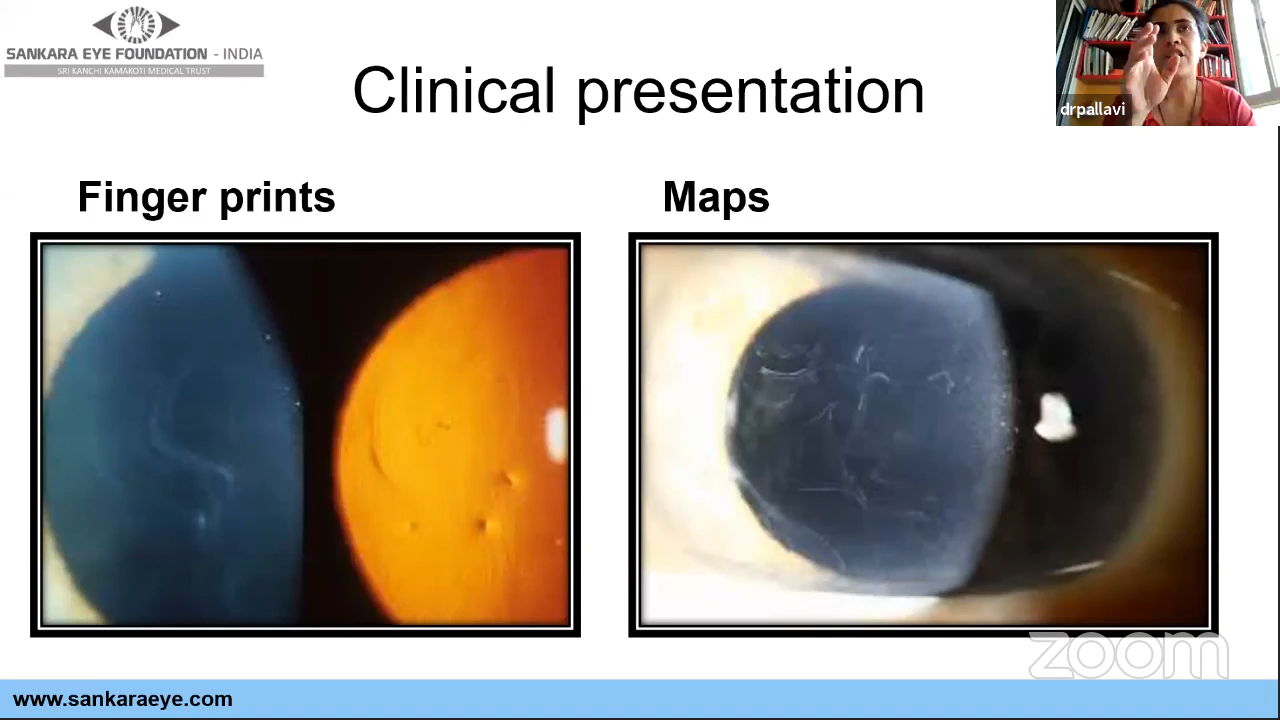 SANKARA EYE FOUNDATION - INDIA
SRI KANCHI KAMAKOTI MEDICAL TRUST
Clinical presentation
drpallavi
Finger prints
Maps
zoom
www.sankaraeye.com